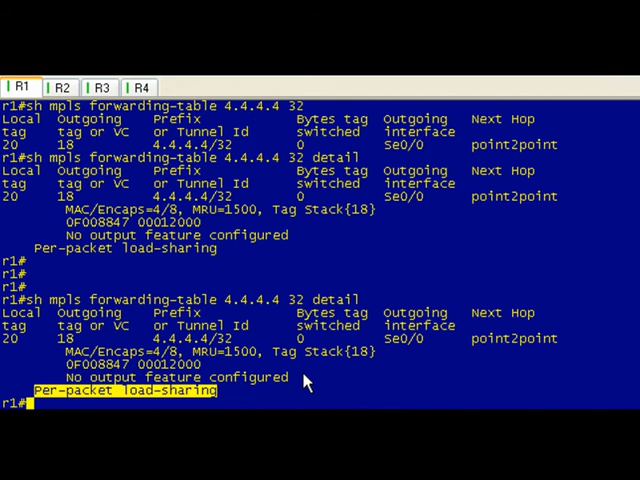 R1 R2 R3 R4
r1#sh mpls forwarding-table 4.4.4.4 32
Local Outgoing Prefix Bytes tag Outgoing Next Hop
tag tag or VC or Tunnel Id switched interface
20 18 4.4.4.4/32 0 Se0/0 point2point
r1#sh mpls forwarding-table 4.4.4.4 32 detail
Local Outgoing Prefix Bytes tag Outgoing Next Hop
tag tag or VC or Tunnel Id switched interface
20 18 4.4.4.4/32 0 Se0/0 point2point
MAC/Encaps=4/8, MRU=1500, Tag Stack{18}
0F008847 00012000
No output feature configured
Per-packet load-sharing
r1#
r1#
r1#
r1#sh mpls forwarding-table 4.4.4.4 32 detail
Local Outgoing Prefix Bytes tag Outgoing Next Hop
tag tag or VC or Tunnel Id switched interface
20 18 4.4.4.4/32 0 Se0/0 point2point
MAC/Encaps=4/8, MRU=1500, Tag Stack{18}
0F008847 00012000
No output feature configured
Per-packet load-sharing
r1#